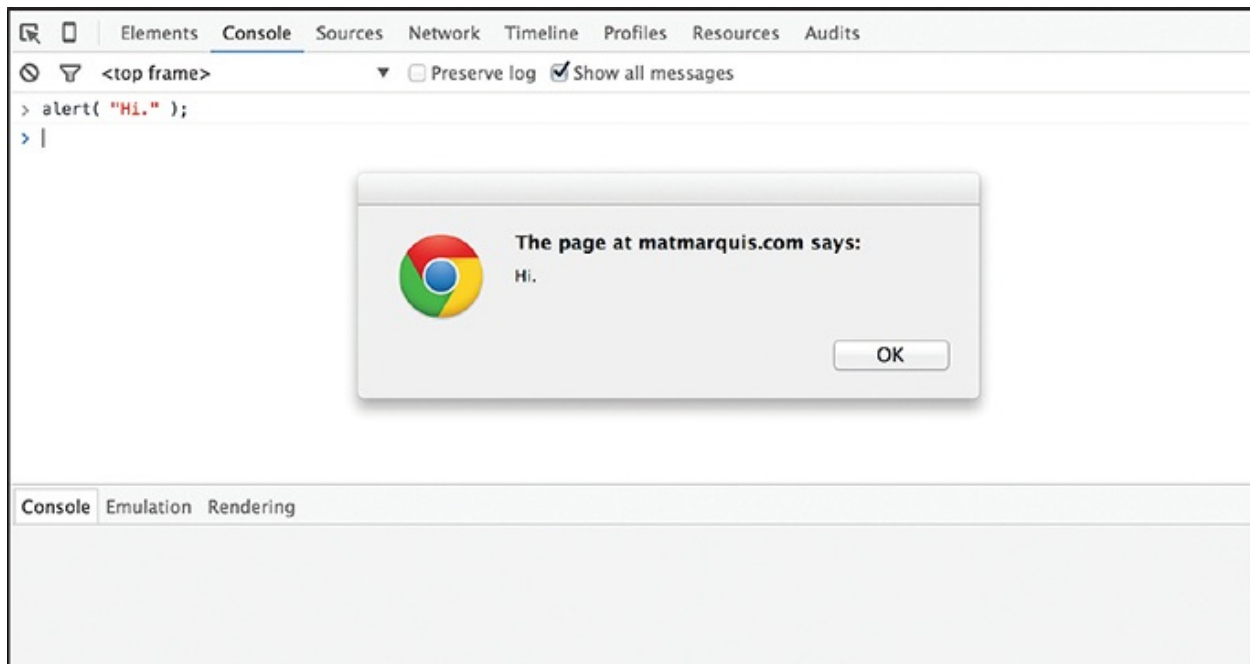 Elements Console Sources Network Timeline Profiles Resources Audits
<top frame> Preserve log Show all messages
> alert( "Hi." );
>
The page at matmarquis.com says:
Hi.
OK
Console Emulation Rendering